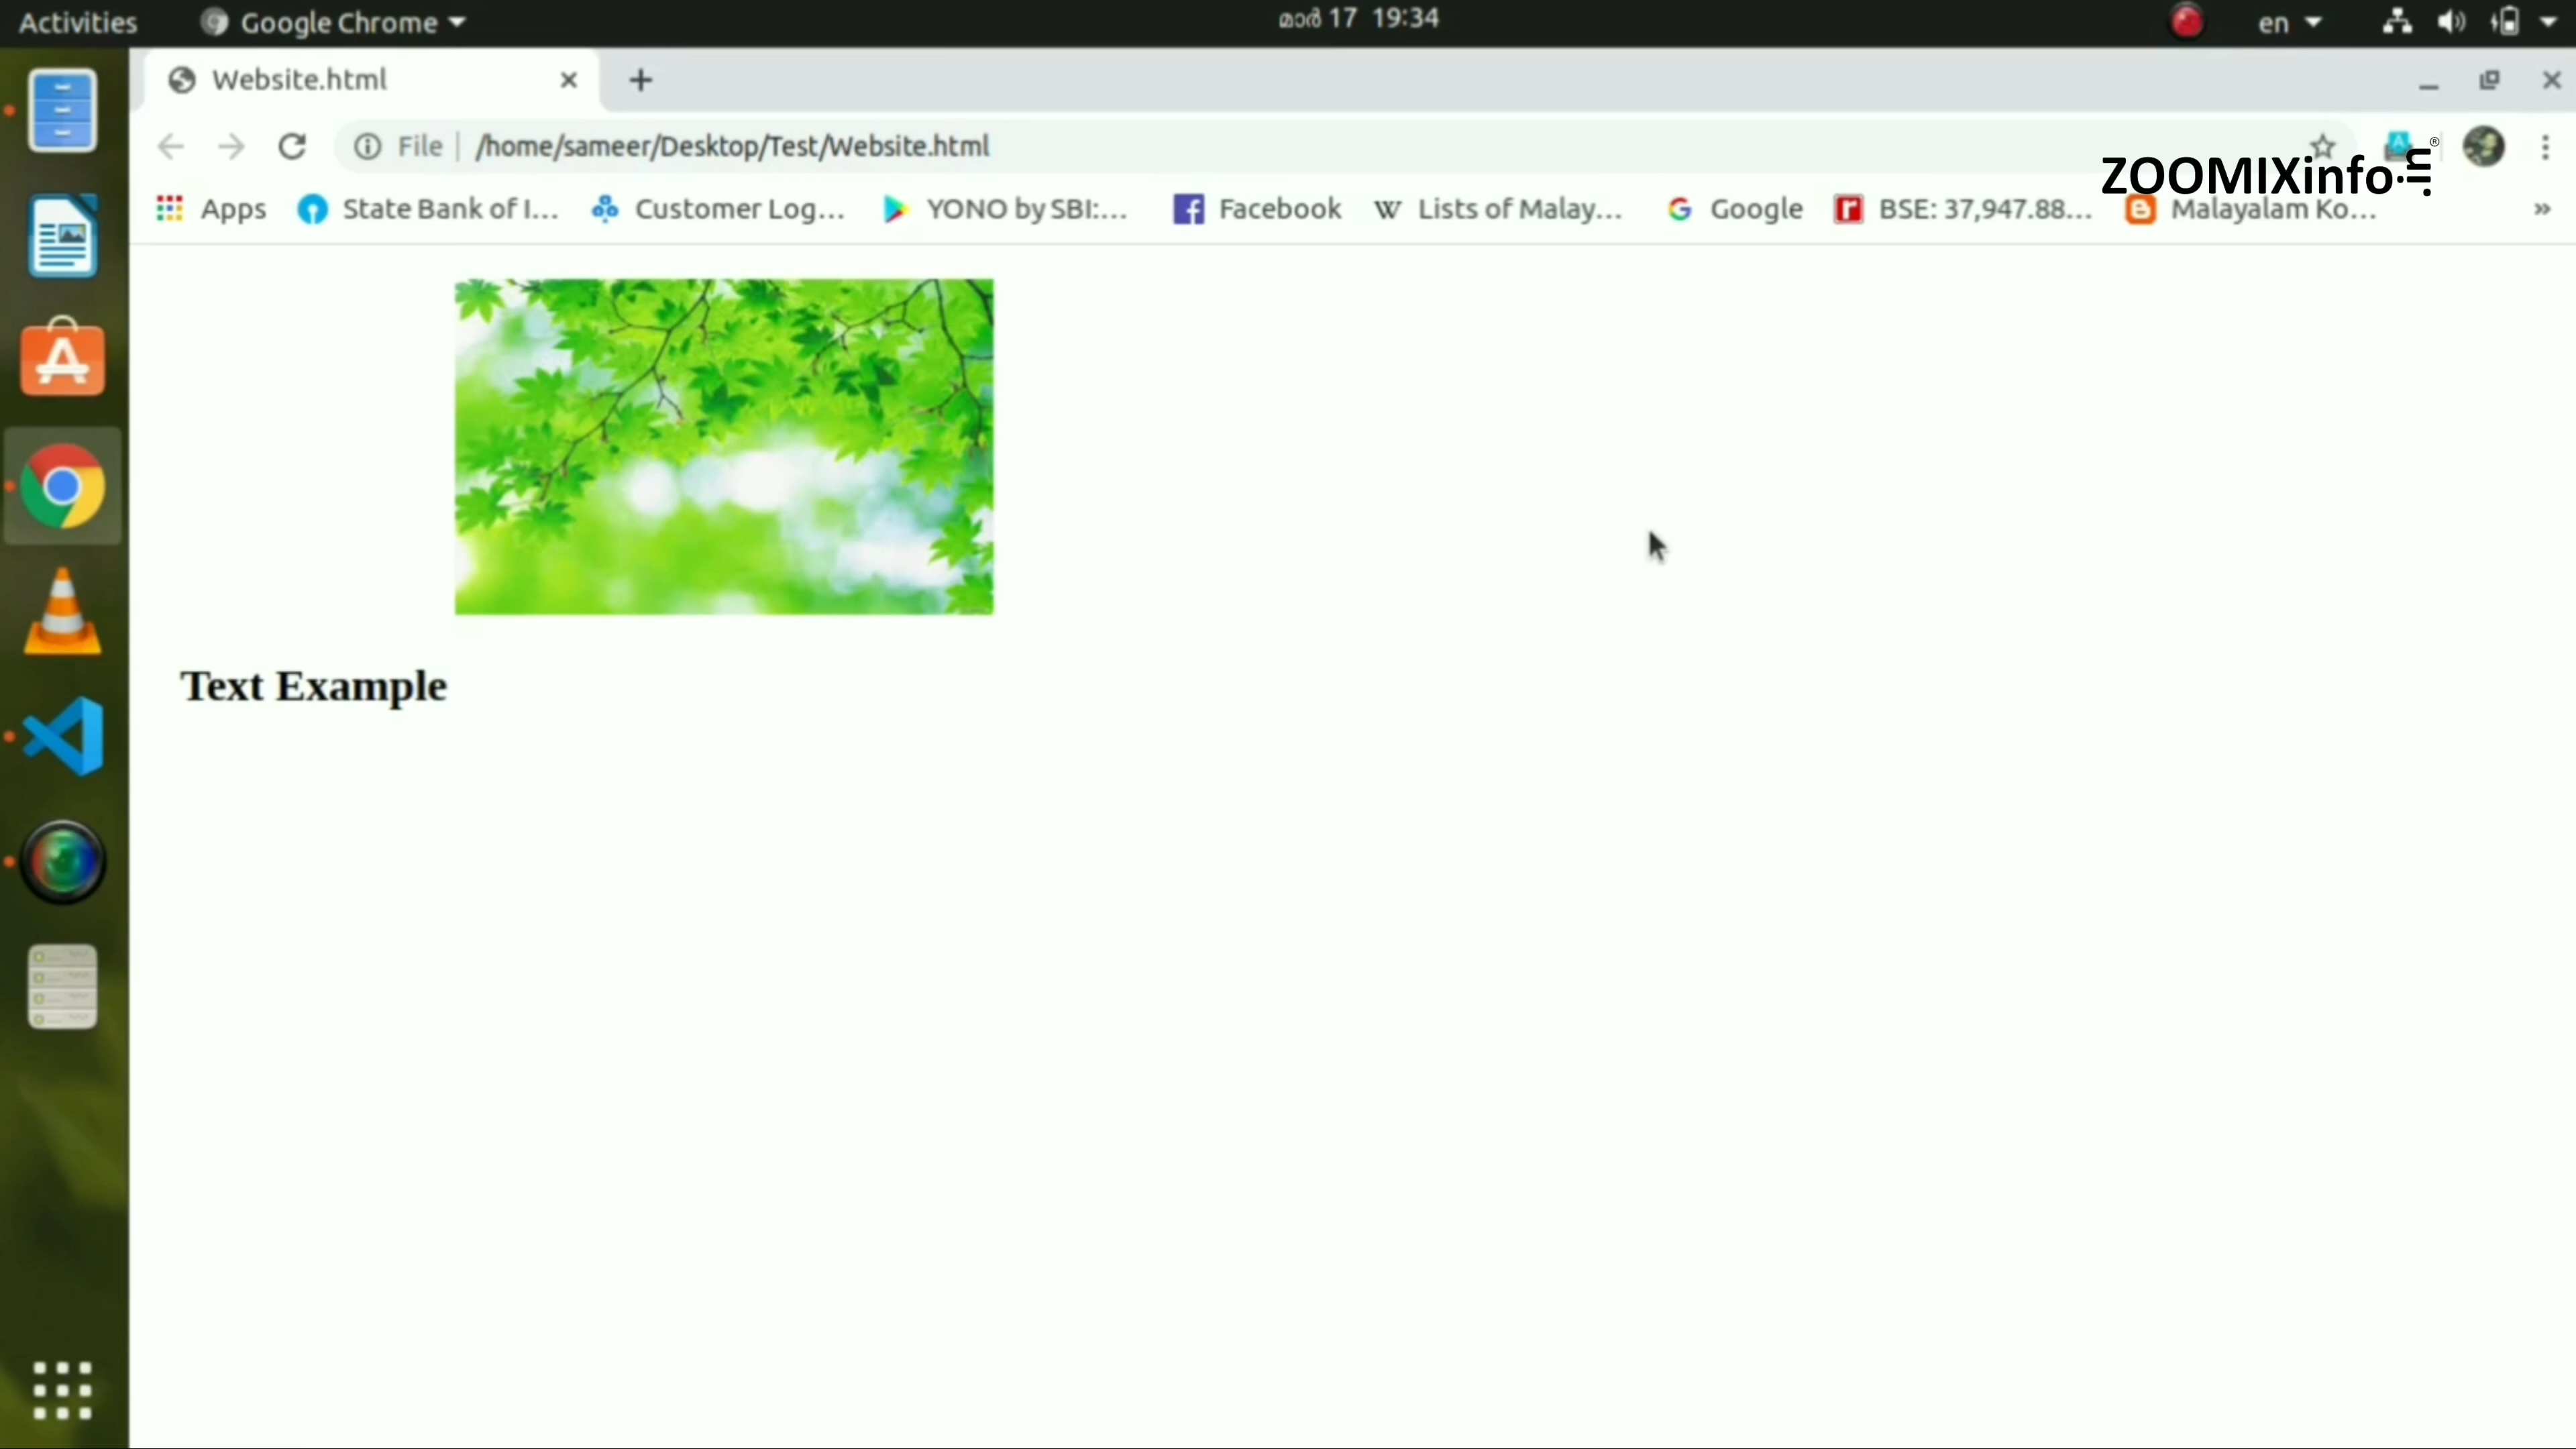 Activities Google Chrome മാർ 17 19:34 en
Website.html
File /home/sameer/Desktop/Test/Website.html
ZOOMIXinfo.in®
Apps State Bank of I... Customer Log... YONO by SBI:... Facebook Lists of Malay... Google BSE: 37,947.88... Malayalam Ko... »
Text Example